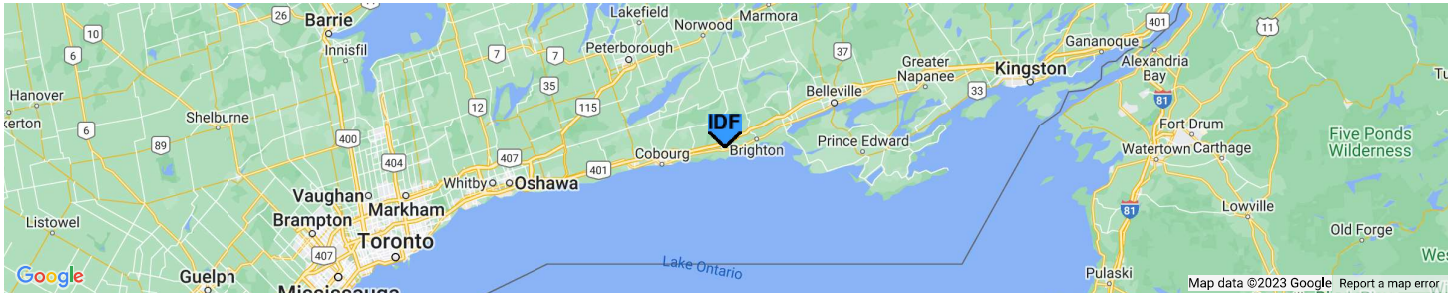 26
Barrie
Innisfil
10
6
Hanover
kerton
6
89
Shelburne
400
404
Vaughan
Brampton
Markham
407
Toronto
Mississauga
Guelph
Listowel
Google
Lakefield
Norwood
Marmora
7
7
Peterborough
35
12
115
407
Whitby
Oshawa
401
Cobourg
IDF
Brighton
37
Belleville
Prince Edward
Greater
Napanee
33
Kingston
Gananoque
401
Alexandria
Bay
11
81
Fort Drum
Watertown
Carthage
Five Ponds
Wilderness
81
Lowville
Old Forge
Pulaski
Lake Ontario
Map data ©2023 Google
Report a map error